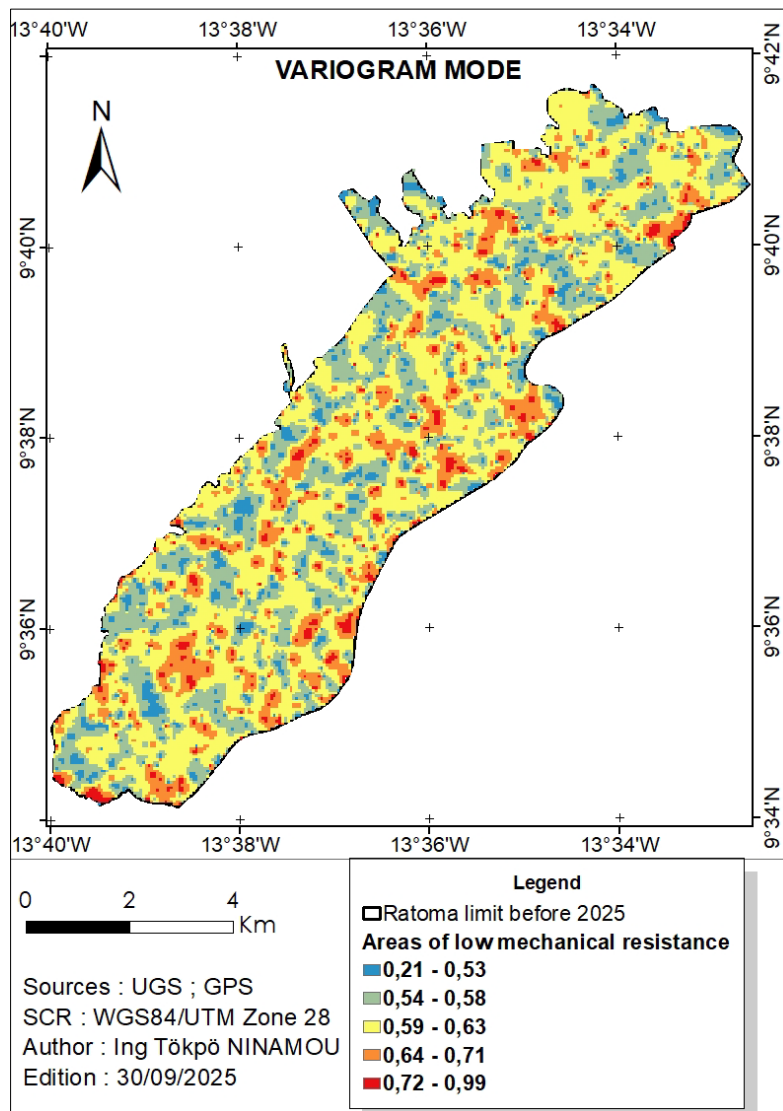 13°40'W 13°38'W 13°36'W 13°34'W
VARIOGRAM MODE
N
9°42'N
9°40'N 9°40'N
9°38'N 9°38'N
9°36'N 9°36'N
9°34'N
13°40'W 13°38'W 13°36'W 13°34'W
0 2 4
Km
Sources : UGS ; GPS
SCR : WGS84/UTM Zone 28
Author : Ing Tökpö NINAMOU
Edition : 30/09/2025
Legend
Ratoma limit before 2025
Areas of low mechanical resistance
0,21 - 0,53
0,54 - 0,58
0,59 - 0,63
0,64 - 0,71
0,72 - 0,99